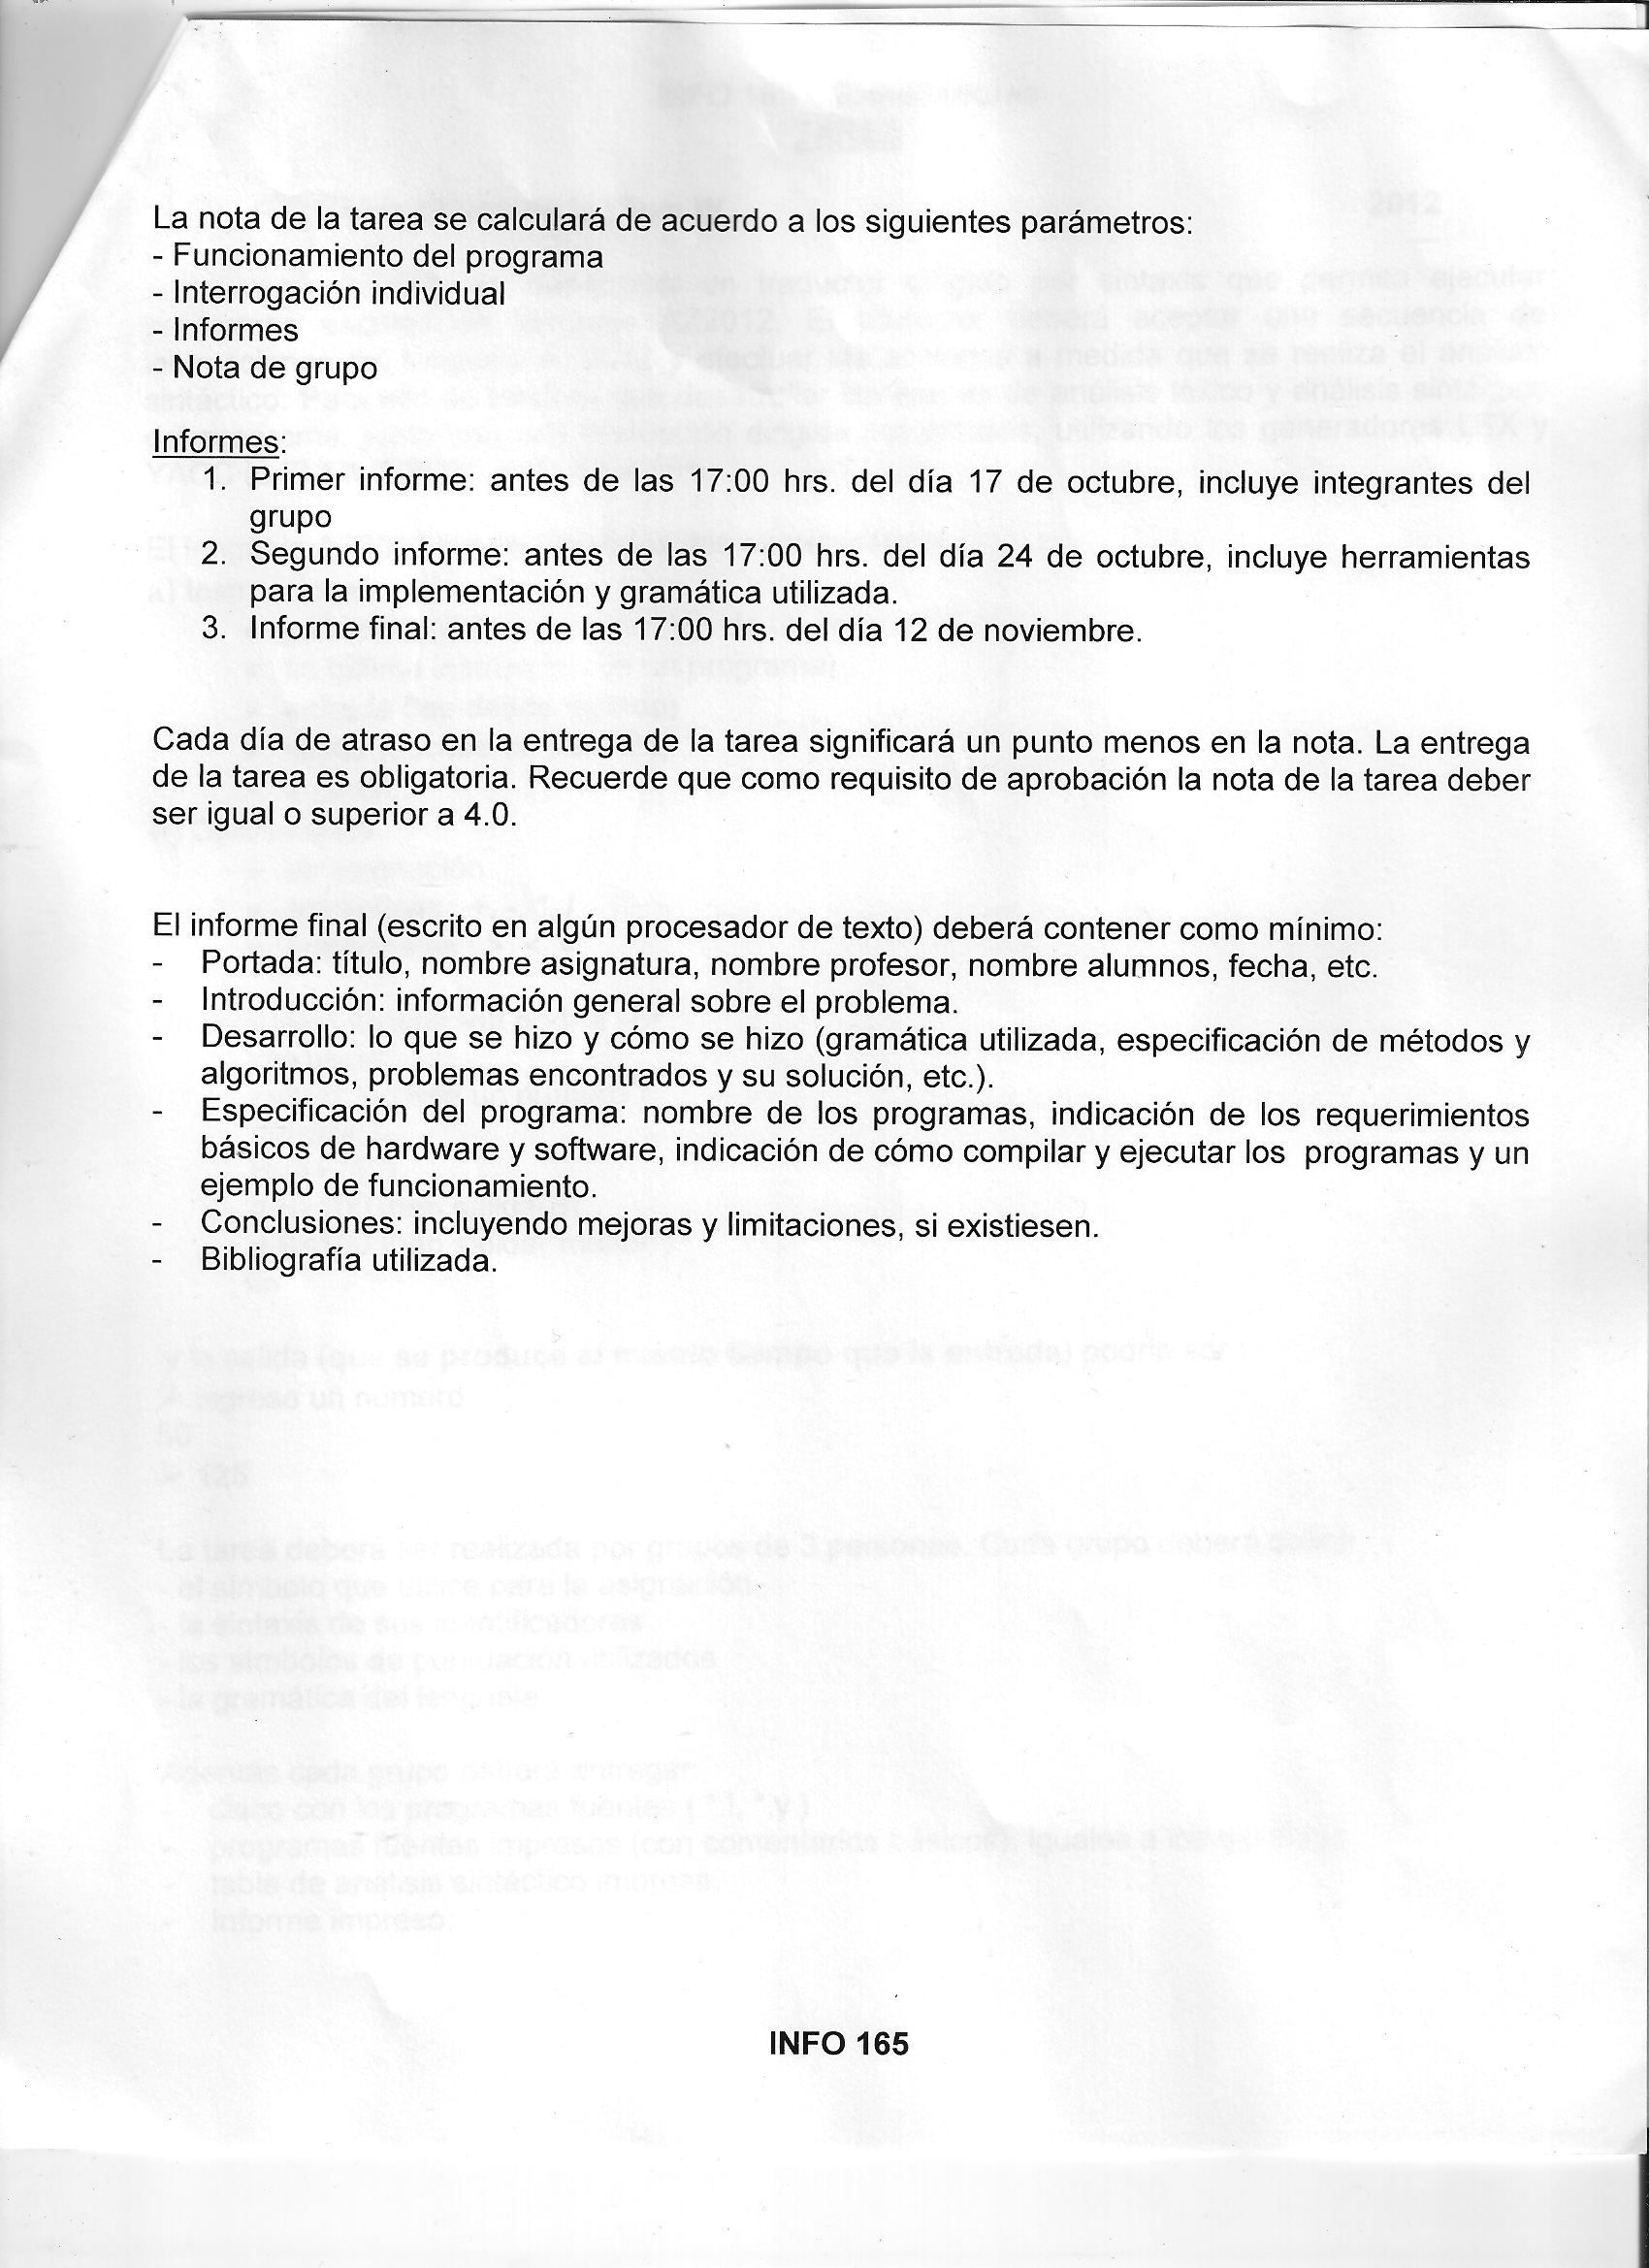 La nota de la tarea se calculará de acuerdo a los siguientes parámetros:
- Funcionamiento del programa
- Interrogación individual
- Informes
- Nota de grupo
Informes:
1. Primer informe: antes de las 17:00 hrs. del día 17 de octubre, incluye integrantes del
grupo
2. Segundo informe: antes de las 17:00 hrs. del día 24 de octubre, incluye herramientas
para la implementación y gramática utilizada.
3. Informe final: antes de las 17:00 hrs. del día 12 de noviembre.
Cada día de atraso en la entrega de la tarea significará un punto menos en la nota. La entrega
de la tarea es obligatoria. Recuerde que como requisito de aprobación la nota de la tarea deber
ser igual o superior a 4.0.
El informe final (escrito en algún procesador de texto) deberá contener como mínimo:
- Portada: título, nombre asignatura, nombre profesor, nombre alumnos, fecha, etc.
- Introducción: información general sobre el problema.
- Desarrollo: lo que se hizo y cómo se hizo (gramática utilizada, especificación de métodos y
algoritmos, problemas encontrados y su solución, etc.).
- Especificación del programa: nombre de los programas, indicación de los requerimientos
básicos de hardware y software, indicación de cómo compilar y ejecutar los programas y un
ejemplo de funcionamiento.
- Conclusiones: incluyendo mejoras y limitaciones, si existiesen.
- Bibliografía utilizada.
INFO 165